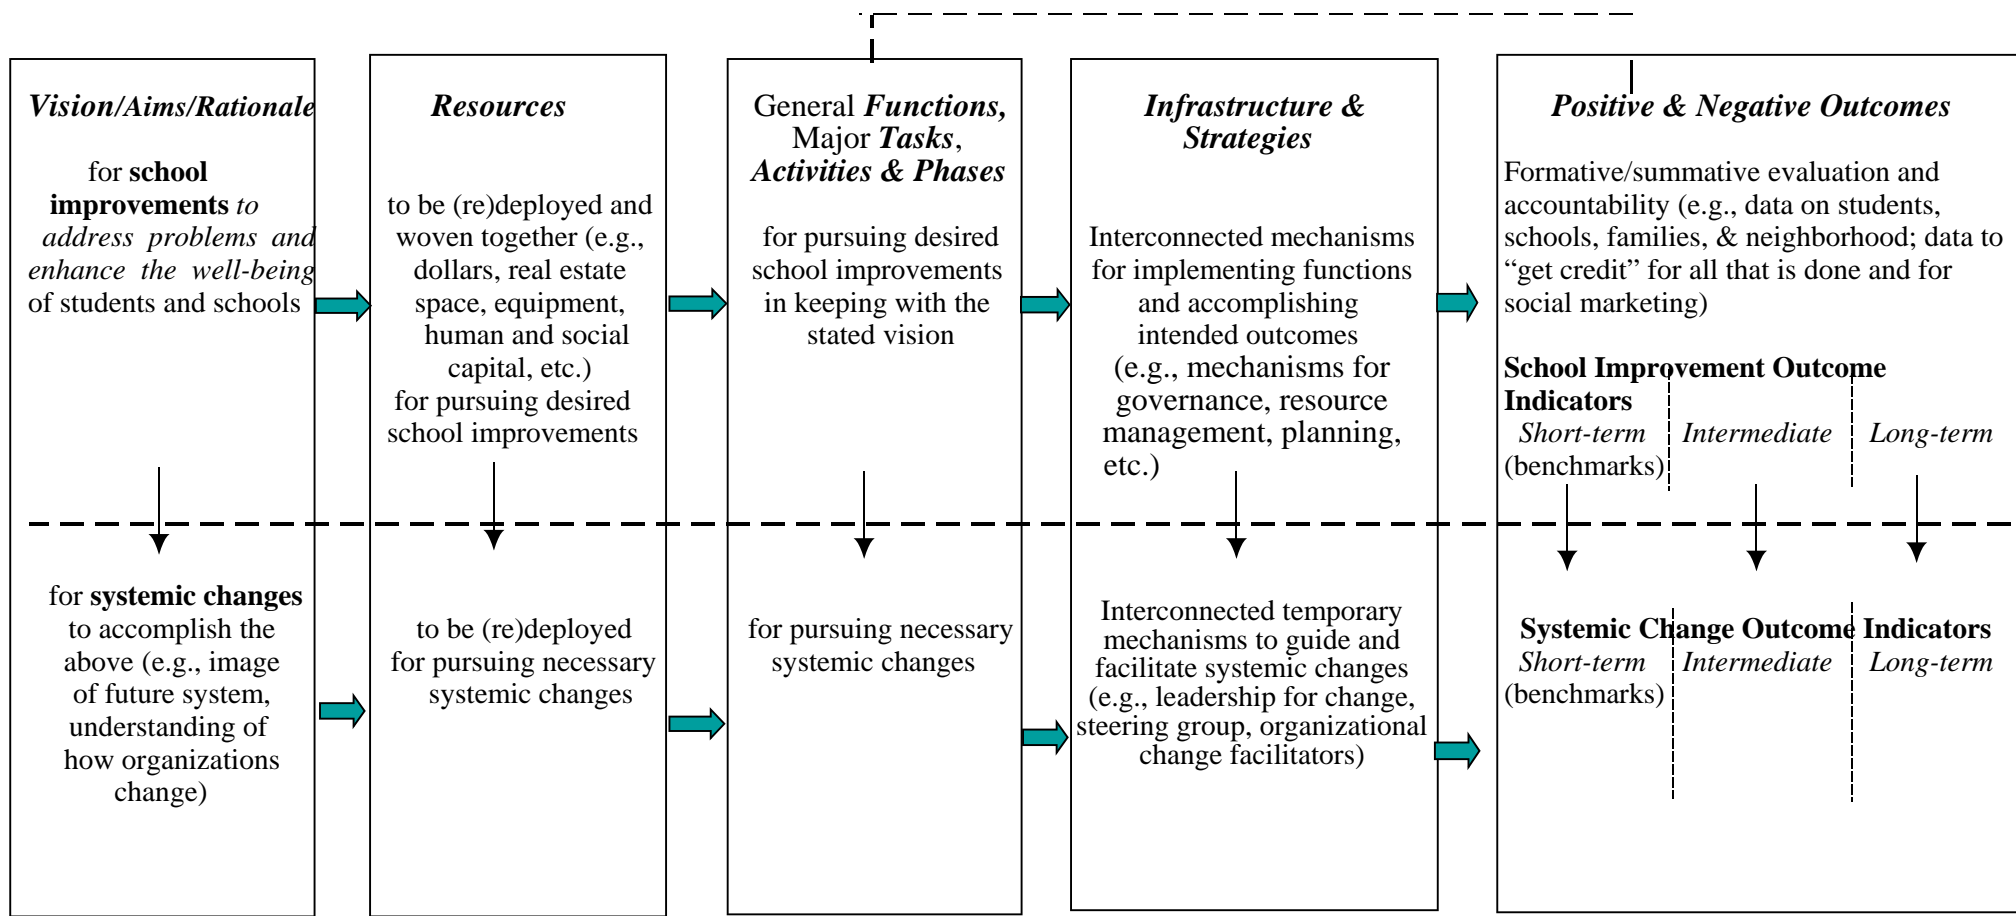 Vision/Aims/Rationale
for school
improvements to
address problems and
enhance the well-being
of students and schools
for systemic changes
to accomplish the
above (e.g., image
of future system,
understanding of
how organizations
change)
Resources
to be (re)deployed and
woven together (e.g.,
dollars, real estate
space, equipment,
human and social
capital, etc.)
for pursuing desired
school improvements
to be (re)deployed
for pursuing necessary
systemic changes
General Functions,
Major Tasks,
Activities & Phases
for pursuing desired
school improvements
in keeping with the
stated vision
for pursuing necessary
systemic changes
Infrastructure &
Strategies
Interconnected mechanisms
for implementing functions
and accomplishing
intended outcomes
(e.g., mechanisms for
governance, resource
management, planning,
etc.)
Interconnected temporary
mechanisms to guide and
facilitate systemic changes
(e.g., leadership for change,
steering group, organizational
change facilitators)
Positive & Negative Outcomes
Formative/summative evaluation and
accountability (e.g., data on students,
schools, families, & neighborhood; data to
“get credit” for all that is done and for
social marketing)
School Improvement Outcome
Indicators
Short-term Intermediate Long-term
(benchmarks)
Systemic Change Outcome Indicators
Short-term Intermediate Long-term
(benchmarks)